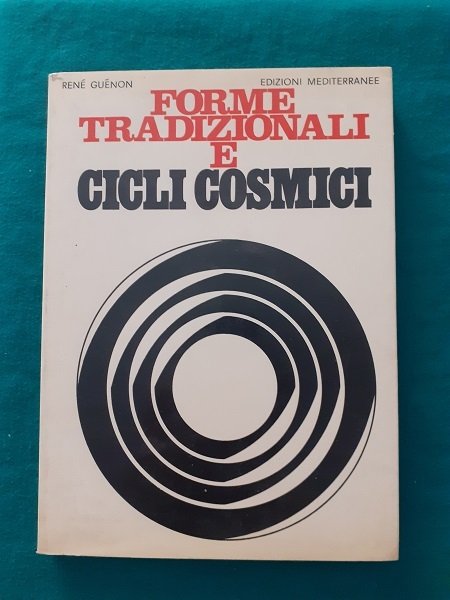 RENÉ GUÉNON EDIZIONI MEDITERRANEE
FORME
TRADIZIONALI
E
CICLI COSMICI